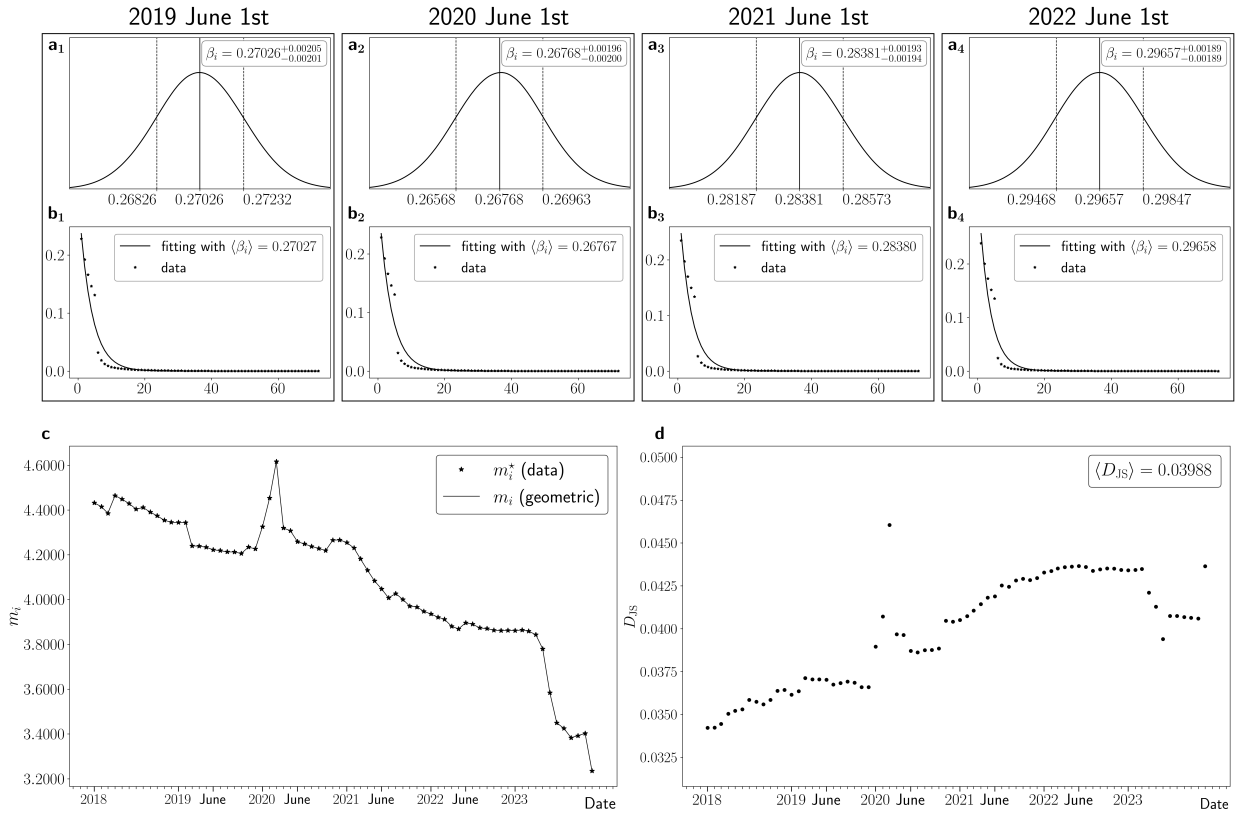 2019 June 1st
2020 June 1st
2021 June 1st
2022 June 1st
a₁
βᵢ = 0.27026 +0.00205 −0.00201
0.26826 0.27026 0.27232
a₂
βᵢ = 0.26768 +0.00196 −0.00200
0.26568 0.26768 0.26963
a₃
βᵢ = 0.28381 +0.00193 −0.00194
0.28187 0.28381 0.28573
a₄
βᵢ = 0.29657 +0.00189 −0.00189
0.29468 0.29657 0.29847
b₁
fitting with ⟨βᵢ⟩ = 0.27027
data
0.2
0.1
0.0
0 20 40 60
b₂
fitting with ⟨βᵢ⟩ = 0.26767
data
0.2
0.1
0.0
0 20 40 60
b₃
fitting with ⟨βᵢ⟩ = 0.28380
data
0.2
0.1
0.0
0 20 40 60
b₄
fitting with ⟨βᵢ⟩ = 0.29658
data
0.2
0.1
0.0
0 20 40 60
c
mᵢ⋆ (data)
mᵢ (geometric)
4.6000
4.4000
4.2000
4.0000
3.8000
3.6000
3.4000
3.2000
mᵢ
2018 2019 June 2020 June 2021 June 2022 June 2023
Date
d
⟨D_JS⟩ = 0.03988
0.0500
0.0475
0.0450
0.0425
0.0400
0.0375
0.0350
0.0325
D_JS
2018 2019 June 2020 June 2021 June 2022 June 2023
Date